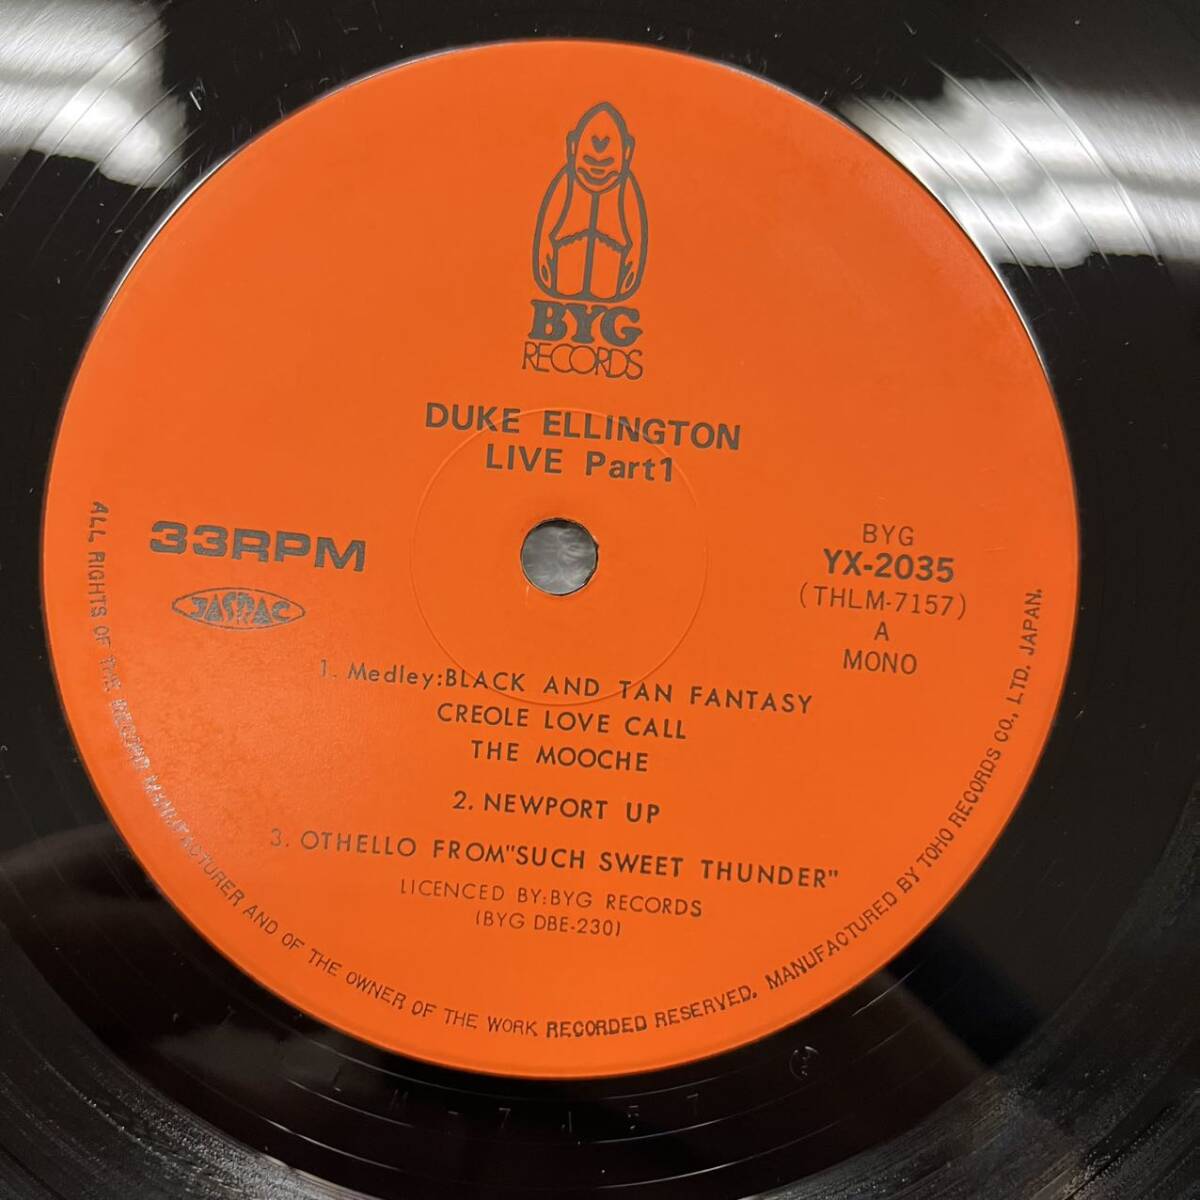 BYG
RECORDS
DUKE ELLINGTON
LIVE Part1
33RPM
JASRAC
BYG
YX-2035
(THLM-7157)
A
MONO
1. Medley:BLACK AND TAN FANTASY
CREOLE LOVE CALL
THE MOOCHE
2. NEWPORT UP
3. OTHELLO FROM"SUCH SWEET THUNDER"
LICENCED BY:BYG RECORDS
(BYG DBE-230)
ALL RIGHTS OF THE RECORD MANUFACTURER AND OF THE OWNER OF THE WORK RECORDED RESERVED. MANUFACTURED BY TOHO RECORDS CO., LTD. JAPAN.